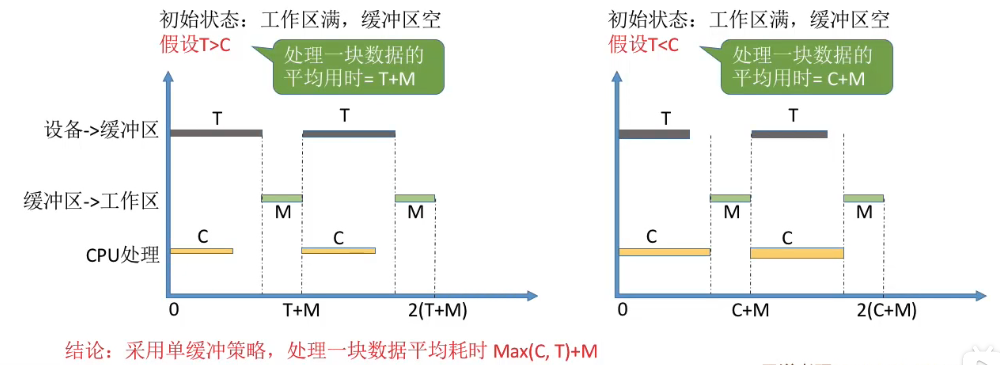 初始状态：工作区满，缓冲区空
假设T>C
处理一块数据的
平均用时= T+M
T
T
设备->缓冲区
缓冲区->工作区
M
M
C
C
CPU处理
0
T+M
2(T+M)
初始状态：工作区满，缓冲区空
假设T<C
处理一块数据的
平均用时= C+M
T
T
M
M
C
C
0
C+M
2(C+M)
结论：采用单缓冲策略，处理一块数据平均耗时 Max(C, T)+M